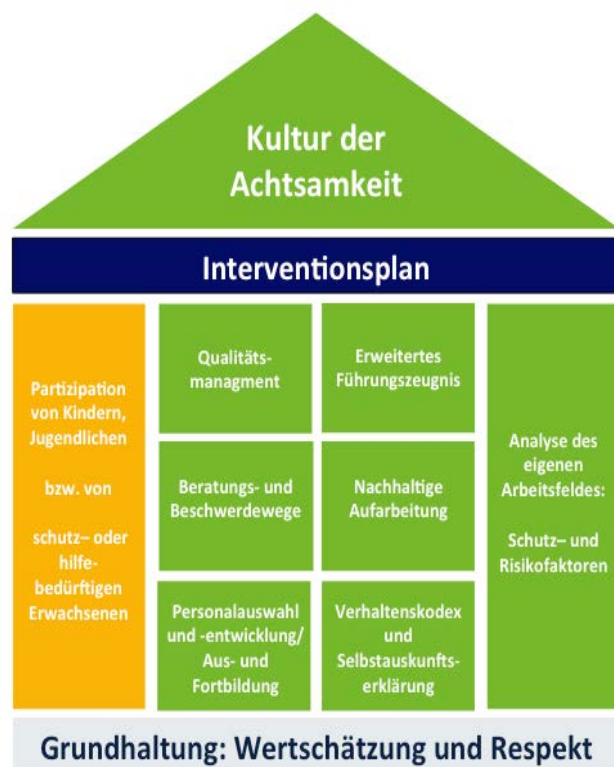 Kultur der
Achtsamkeit
Interventionsplan
Partizipation
von Kindern,
Jugendlichen
bzw. von
schutz– oder
hilfe-
bedürftigen
Erwachsenen
Qualitäts-
managment
Erweitertes
Führungszeugnis
Beratungs- und
Beschwerdewege
Nachhaltige
Aufarbeitung
Personalauswahl
und -entwicklung/
Aus- und
Fortbildung
Verhaltenskodex
und
Selbstauskunfts-
erklärung
Analyse des
eigenen
Arbeitsfeldes:
Schutz– und
Risikofaktoren
Grundhaltung: Wertschätzung und Respekt